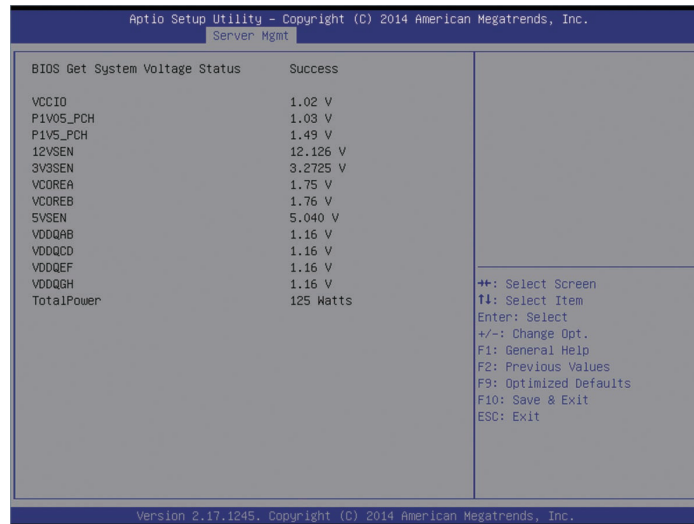 Aptio Setup Utility – Copyright (C) 2014 American Megatrends, Inc.
Server Mgmt
BIOS Get System Voltage Status Success
VCCIO 1.02 V
P1V05_PCH 1.03 V
P1V5_PCH 1.49 V
12VSEN 12.126 V
3V3SEN 3.2725 V
VCOREA 1.75 V
VCOREB 1.76 V
5VSEN 5.040 V
VDDQAB 1.16 V
VDDQCD 1.16 V
VDDQEF 1.16 V
VDDQGH 1.16 V
TotalPower 125 Watts
→←: Select Screen
↑↓: Select Item
Enter: Select
+/-: Change Opt.
F1: General Help
F2: Previous Values
F9: Optimized Defaults
F10: Save & Exit
ESC: Exit
Version 2.17.1245. Copyright (C) 2014 American Megatrends, Inc.